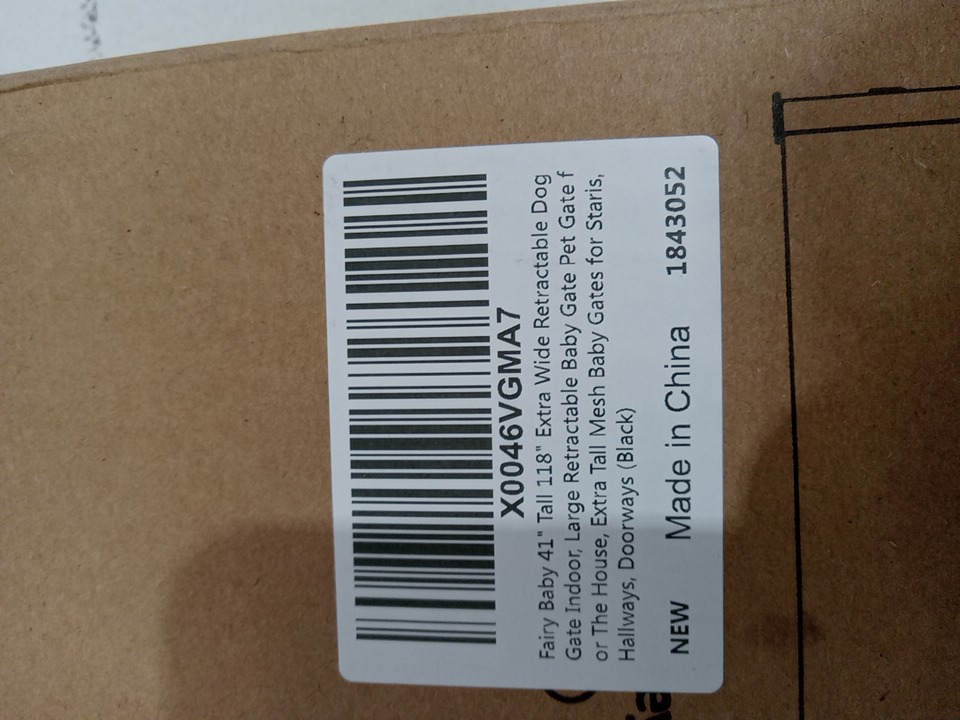 X0046VGMA7
Fairy Baby 41" Tall 118" Extra Wide Retractable Dog
Gate Indoor, Large Retractable Baby Gate Pet Gate f
or The House, Extra Tall Mesh Baby Gates for Staris,
Hallways, Doorways (Black)
NEW Made in China 1843052